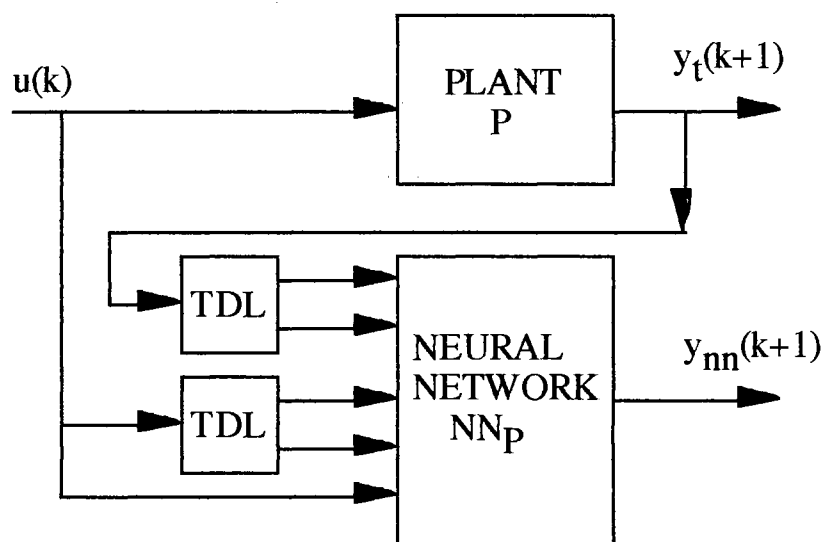 u(k)
PLANT
P
y_t(k+1)
TDL
TDL
NEURAL
NETWORK
NN_P
y_nn(k+1)